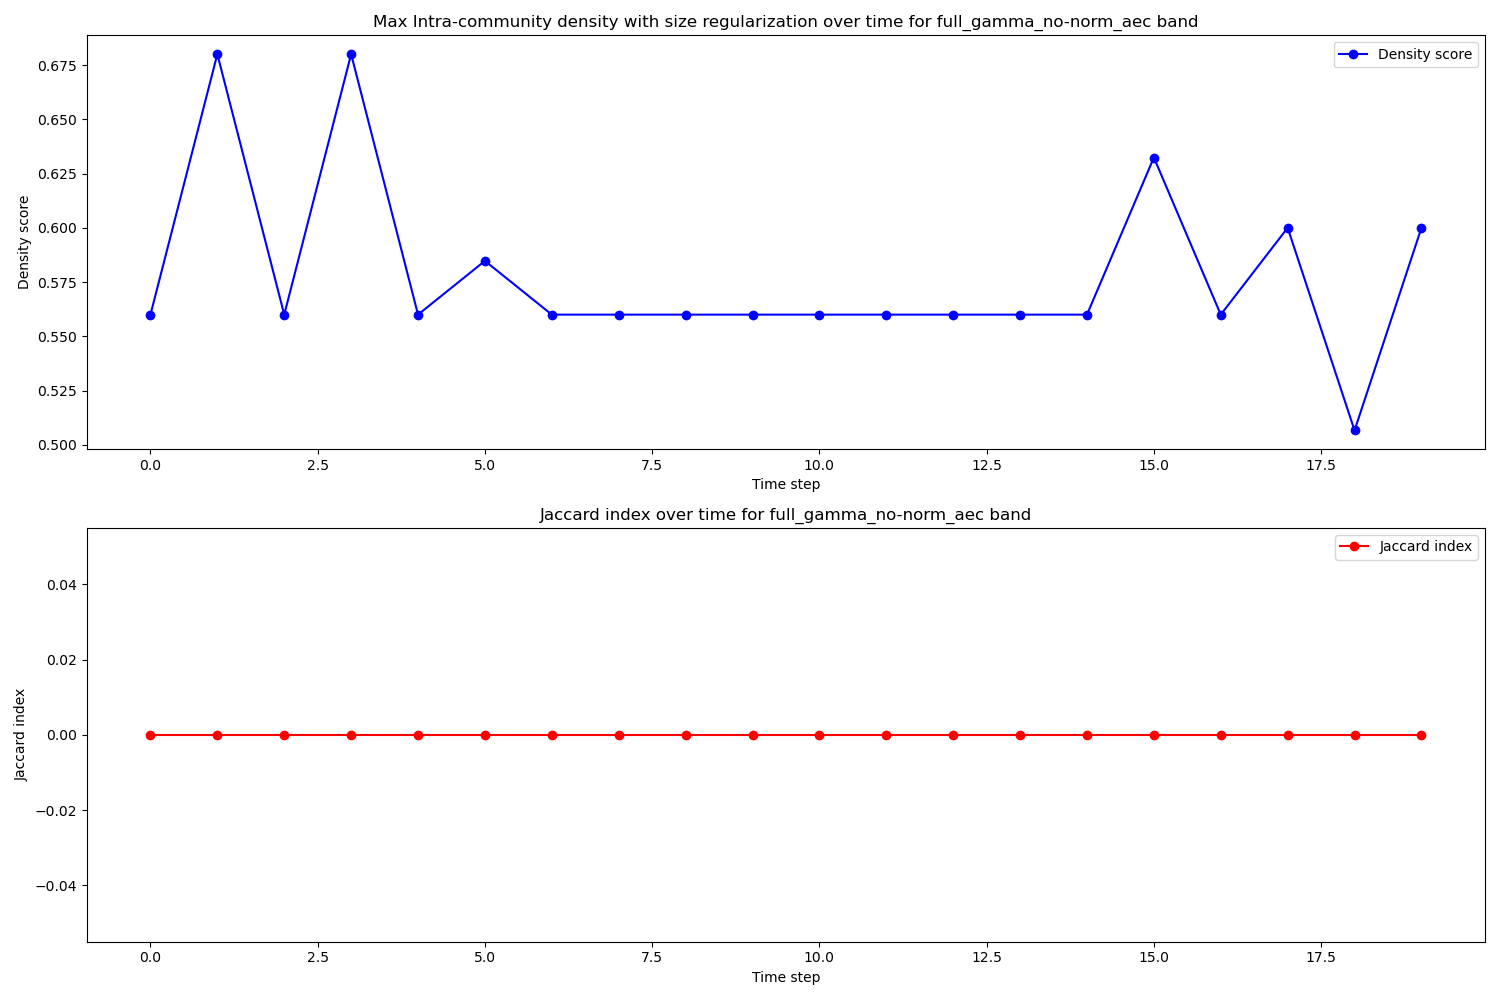 Max Intra-community density with size regularization over time for full_gamma_no-norm_aec band
Density score
Density score
0.675
0.650
0.625
0.600
0.575
0.550
0.525
0.500
0.0 2.5 5.0 7.5 10.0 12.5 15.0 17.5
Time step
Jaccard index over time for full_gamma_no-norm_aec band
Jaccard index
Jaccard index
0.04
0.02
0.00
−0.02
−0.04
0.0 2.5 5.0 7.5 10.0 12.5 15.0 17.5
Time step